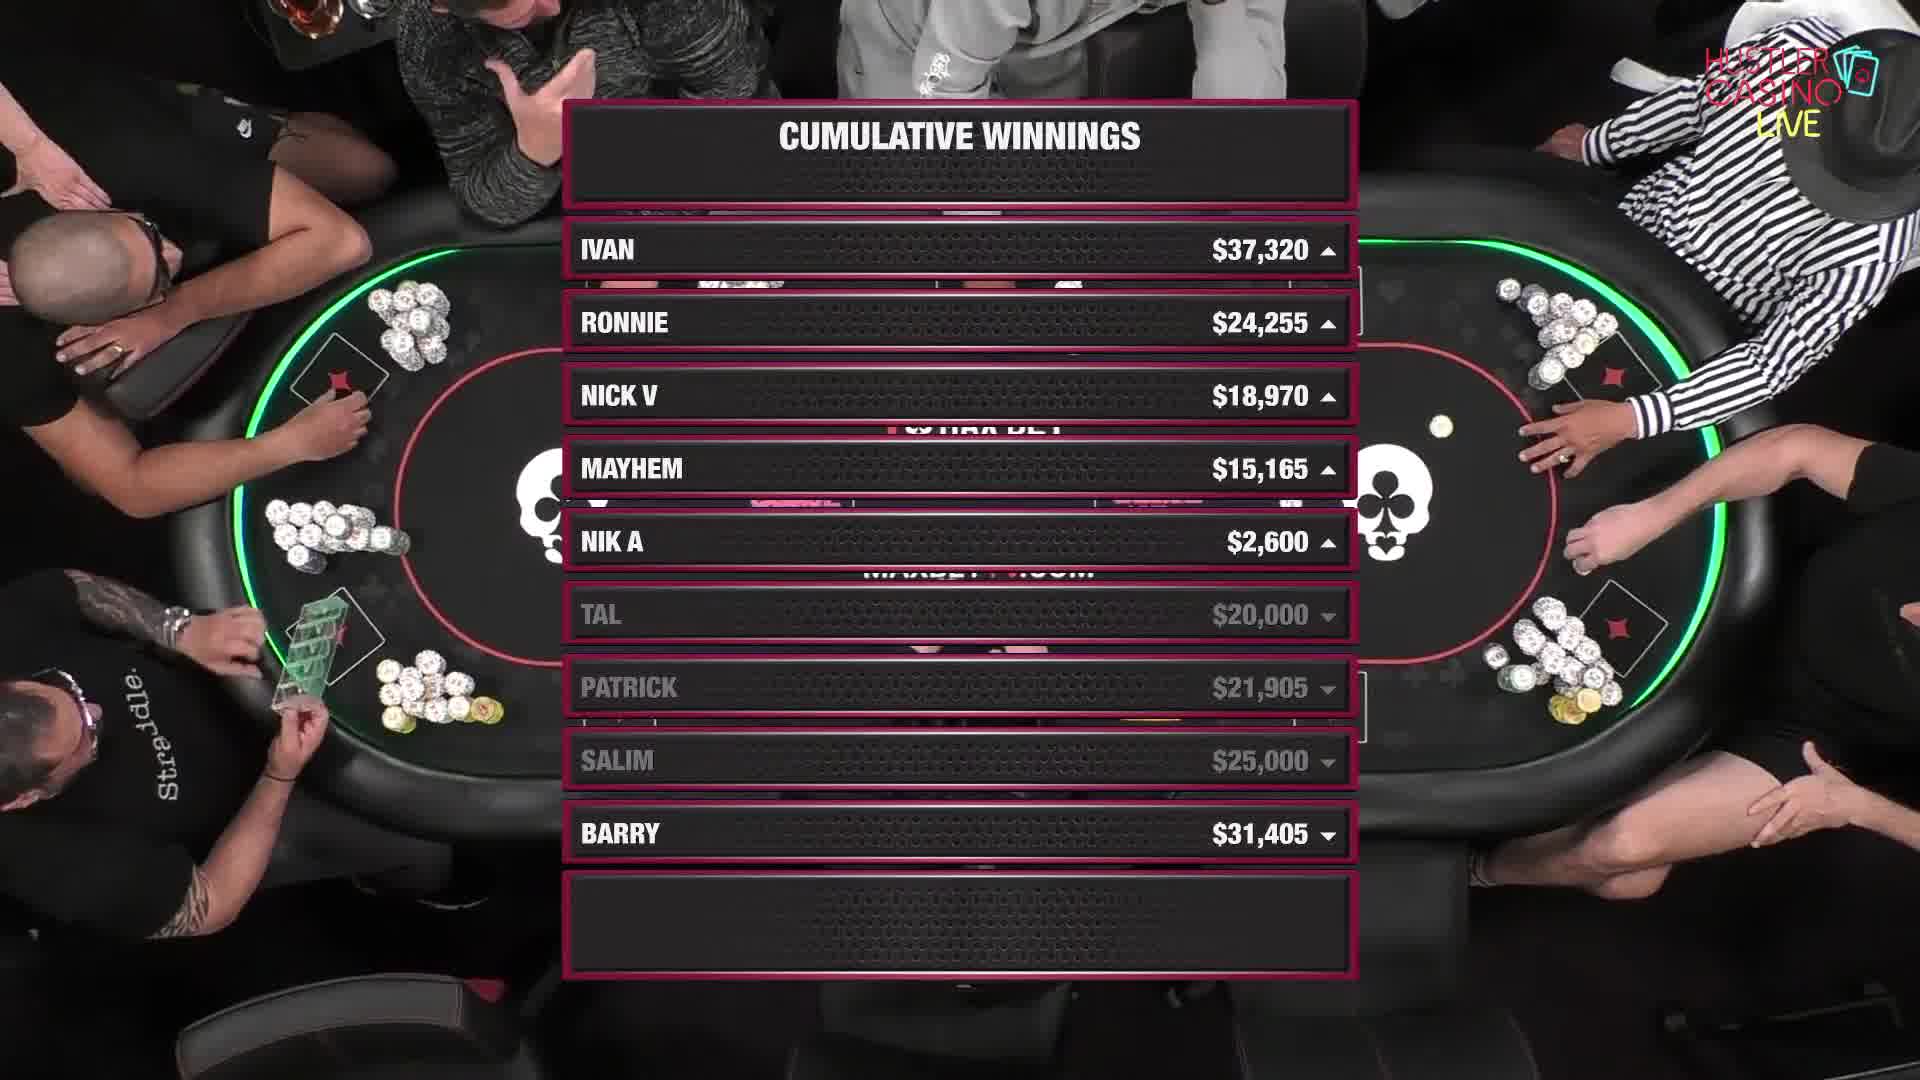 HUSTLER
CASINO
LIVE
CUMULATIVE WINNINGS
IVAN $37,320
RONNIE $24,255
NICK V $18,970
MAYHEM $15,165
NIK A $2,600
TAL $20,000
PATRICK $21,905
SALIM $25,000
BARRY $31,405
Straddle.